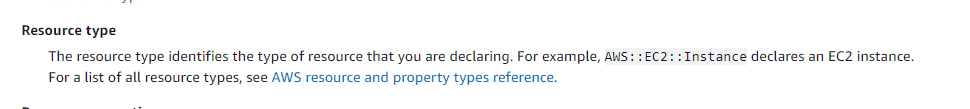 Resource type
The resource type identifies the type of resource that you are declaring. For example, AWS::EC2::Instance declares an EC2 instance.
For a list of all resource types, see AWS resource and property types reference.